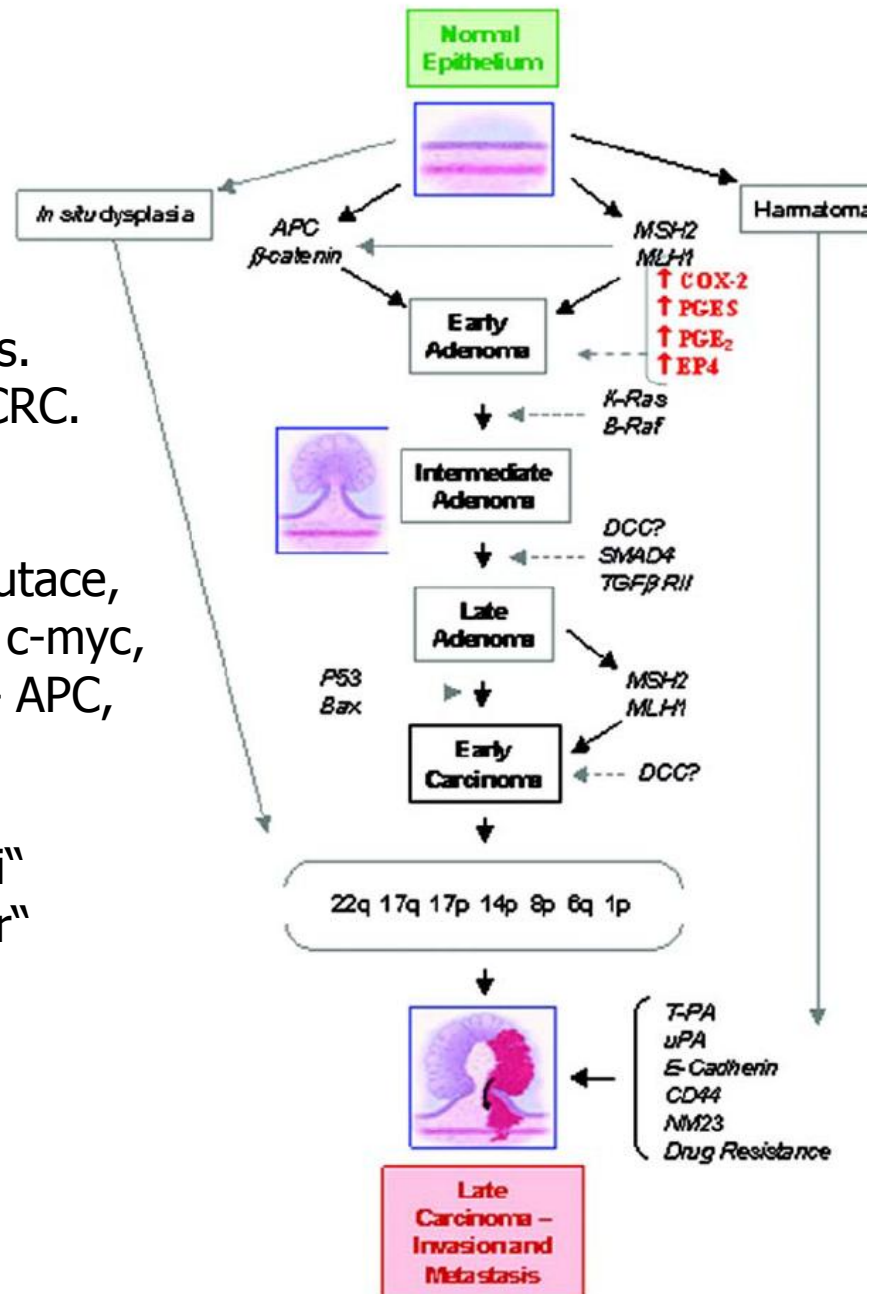 Normal
Epithelium
In situ dysplasia
APC
β-catenin
MSH2
MLH1
Harmatoma
↑ COX-2
↑ PGES
↑ PGE₂
↑ EP4
Early
Adenoma
s.
CRC.
K-Ras
B-Raf
Intermediate
Adenoma
DCC?
SMAD4
TGFβ RII
utace,
c-myc,
APC,
Late
Adenoma
P53
Bax
MSH2
MLH1
Early
Carcinoma
DCC?
i“
r“
22q 17q 17p 14p 8p 6q 1p
T-PA
uPA
E-Cadherin
CD44
NM23
Drug Resistance
Late
Carcinoma –
Invasion and
Metastasis